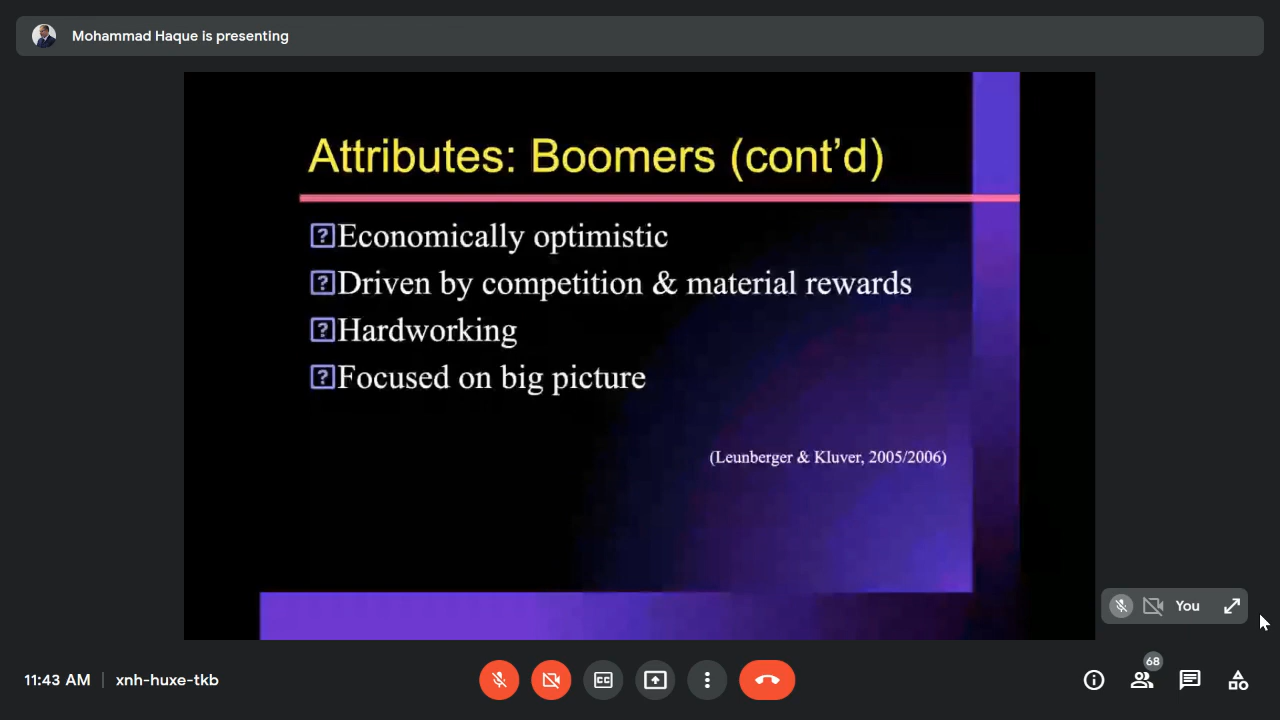 Mohammad Haque is presenting
Attributes: Boomers (cont’d)
Economically optimistic
Driven by competition & material rewards
Hardworking
Focused on big picture
(Leunberger & Kluver, 2005/2006)
You
68
11:43 AM | xnh-huxe-tkb